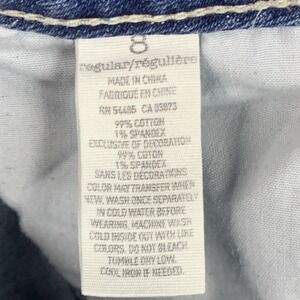 8
regular/régulière
MADE IN CHINA
FABRIQUÉ EN CHINE
RN 54485 CA 03873
99% COTTON
1% SPANDEX
EXCLUSIVE OF DECORATION
99% COTON
1% SPANDEX
SANS LES DÉCORATIONS
COLOR MAY TRANSFER WHEN
NEW. WASH ONCE SEPARATELY
IN COLD WATER BEFORE
WEARING, MACHINE WASH
COLD INSIDE OUT WITH LIKE
COLORS. DO NOT BLEACH.
TUMBLE DRY LOW.
COOL IRON IF NEEDED.